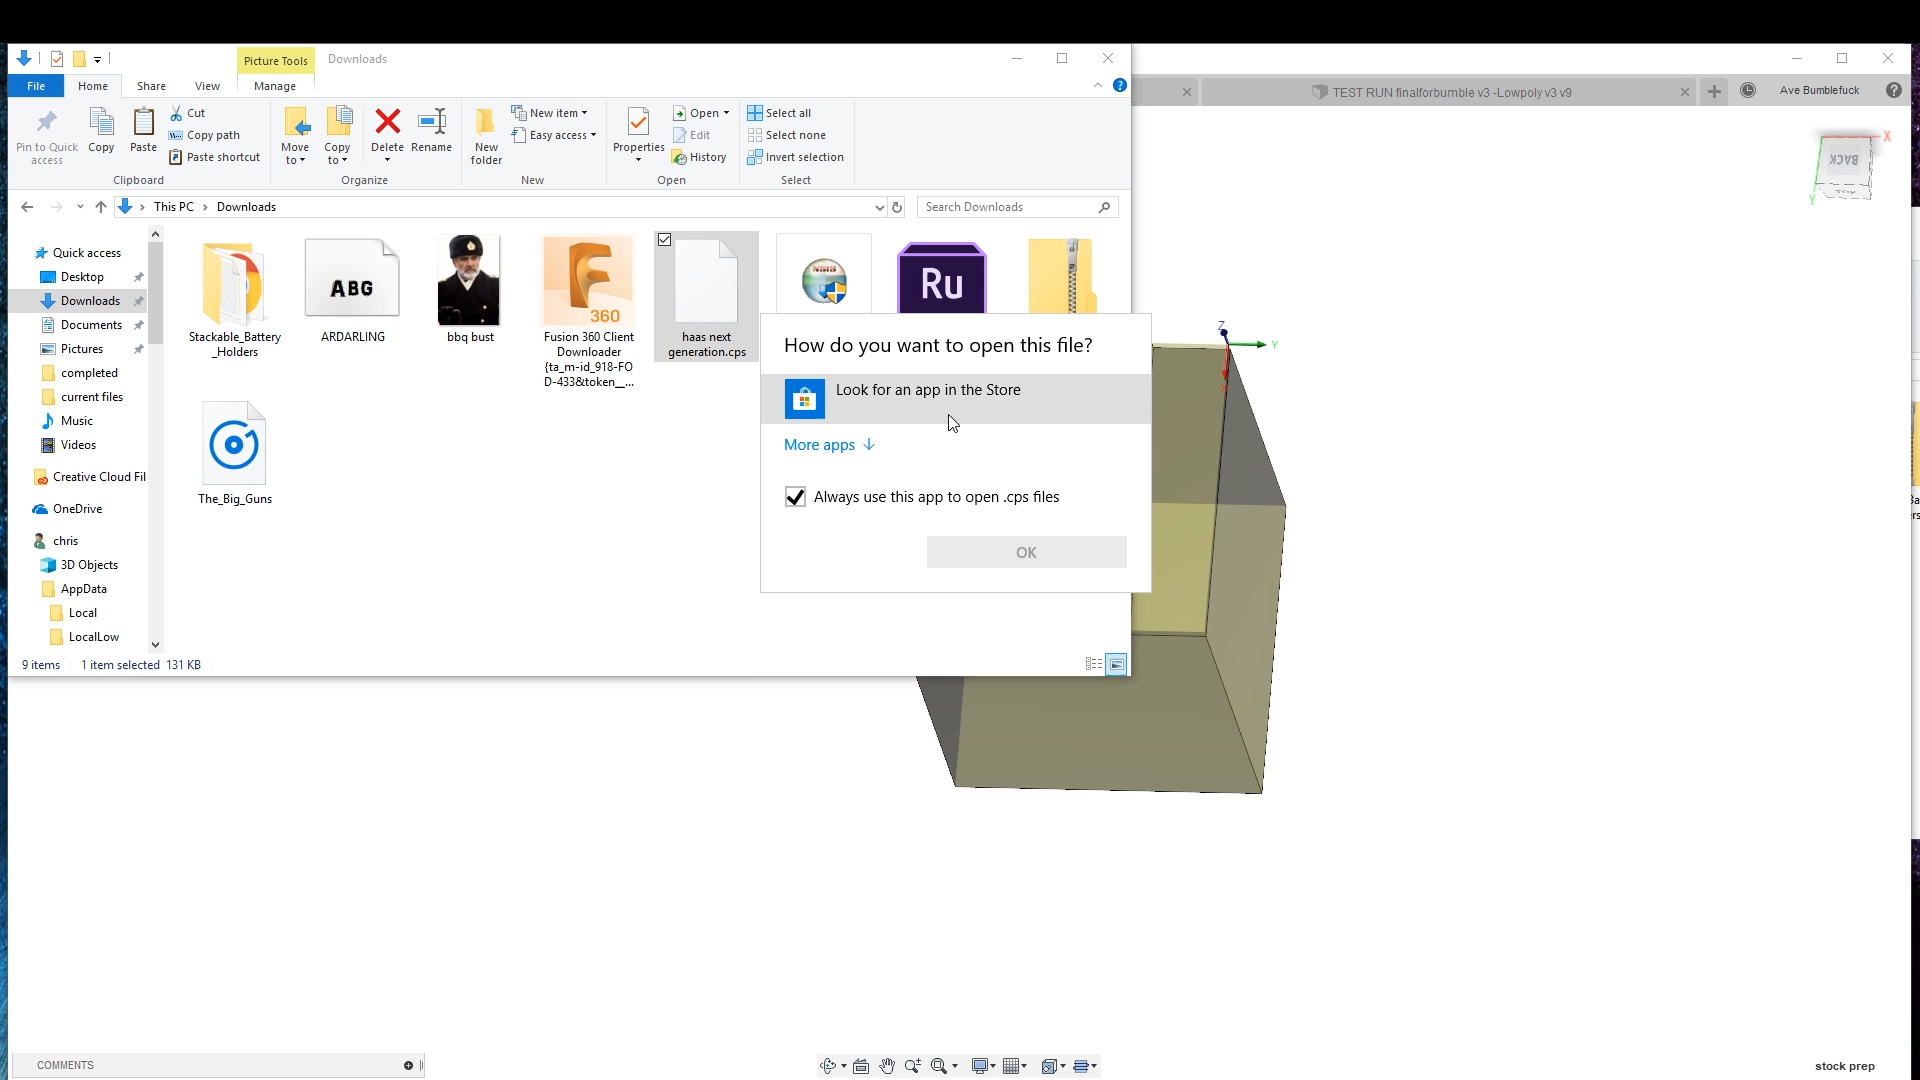 Picture Tools
Downloads
File
Home
Share
View
Manage
Pin to Quick access
Copy
Paste
Cut
Copy path
Paste shortcut
Clipboard
Move to
Copy to
Delete
Rename
Organize
New folder
New item
Easy access
New
Properties
Open
Edit
History
Open
Select all
Select none
Invert selection
Select
This PC
Downloads
Search Downloads
Quick access
Desktop
Downloads
Documents
Pictures
completed
current files
Music
Videos
Creative Cloud Fil
OneDrive
chris
3D Objects
AppData
Local
LocalLow
Stackable_Battery
_Holders
ABG
ARDARLING
bbq bust
360
Fusion 360 Client
Downloader
{ta_m-id_918-FO
D-433&token__...
haas next
generation.cps
NSIS
Ru
The_Big_Guns
How do you want to open this file?
Look for an app in the Store
More apps
Always use this app to open .cps files
OK
9 items
1 item selected
131 KB
TEST RUN finalforbumble v3 -Lowpoly v3 v9
Ave Bumblefuck
BACK
X
Y
Z
Y
COMMENTS
stock prep